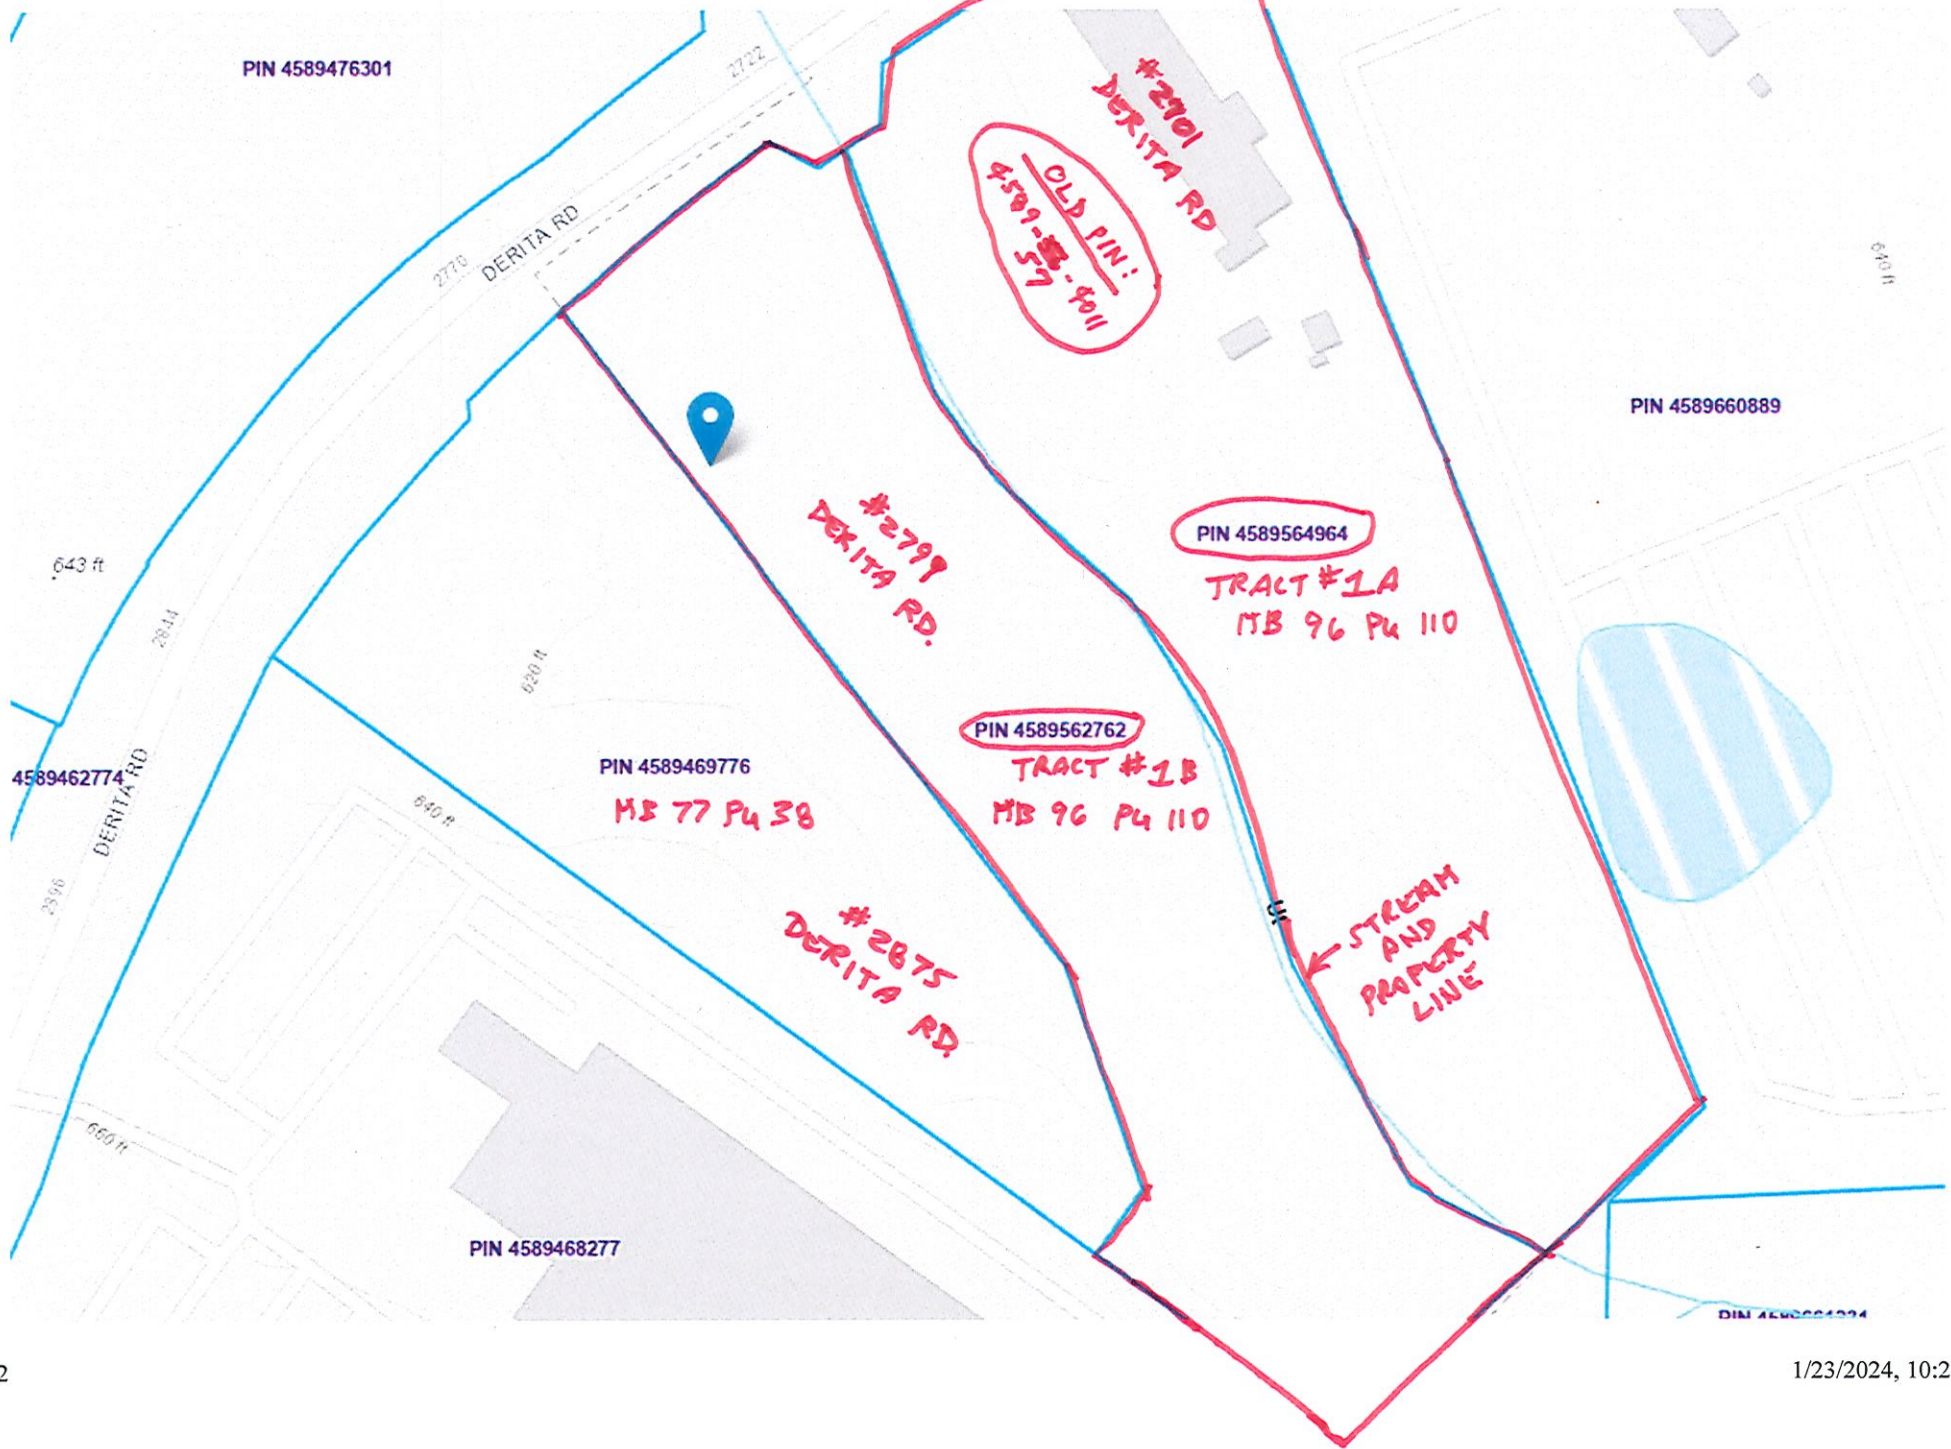 PIN 4589476301
2722
#2701
DERITA RD
OLD PIN:
57
DERITA RD
2770
640 ft
PIN 4589660889
#2799
DERITA RD.
PIN 4589564964
TRACT #1A
MB 96 PG 110
643 ft
2844
620 ft
PIN 4589562762
TRACT #1B
MB 96 PG 110
PIN 4589469776
MB 77 PG 38
4589462774
DERITA RD
640 ft
2896
#2875
DERITA RD.
STREAM
AND
PROPERTY
LINE
660 ft
PIN 4589468277
2
1/23/2024, 10:2